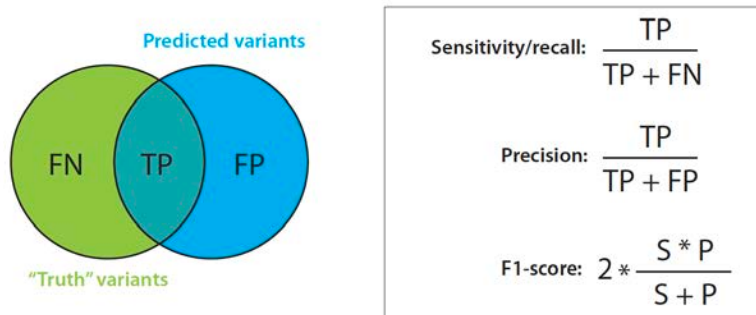 Predicted variants
FN TP FP
"Truth" variants
Sensitivity/recall: TP
TP + FN
Precision: TP
TP + FP
F1-score: 2 * S * P
S + P